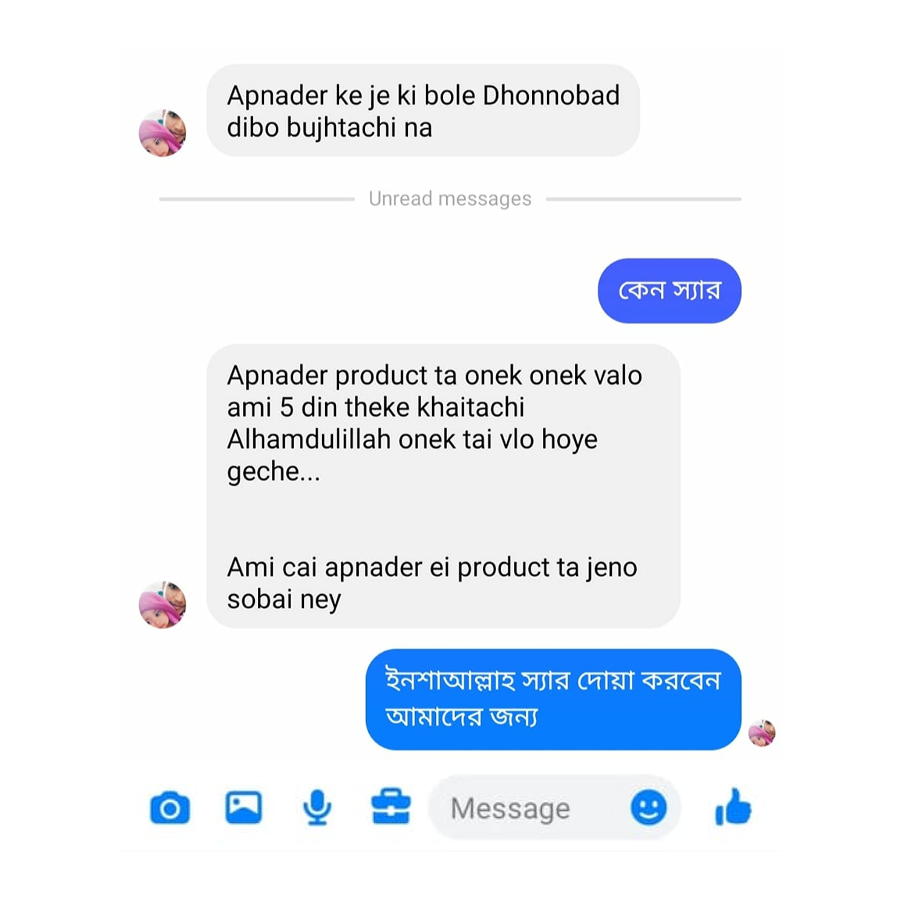 Apnader ke je ki bole Dhonnobad
dibo bujhtachi na
Unread messages
কেন স্যার
Apnader product ta onek onek valo
ami 5 din theke khaitachi
Alhamdulillah onek tai vlo hoye
geche...
Ami cai apnader ei product ta jeno
sobai ney
ইনশাআল্লাহ স্যার দোয়া করবেন
আমাদের জন্য
Message